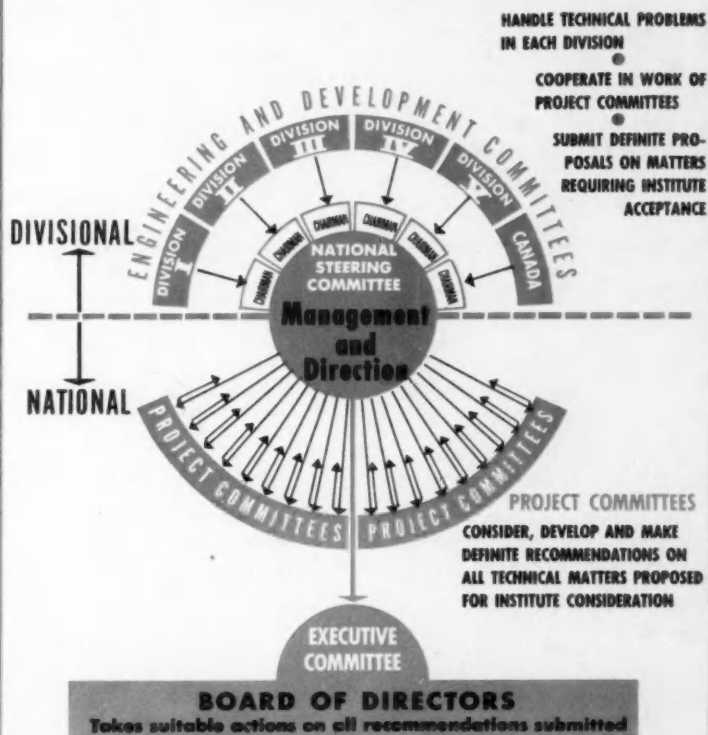 HANDLE TECHNICAL PROBLEMS
IN EACH DIVISION
COOPERATE IN WORK OF
PROJECT COMMITTEES
SUBMIT DEFINITE PRO-
POSALS ON MATTERS
REQUIRING INSTITUTE
ACCEPTANCE
ENGINEERING AND DEVELOPMENT COMMITTEES
DIVISION I
DIVISION II
DIVISION III
DIVISION IV
DIVISION V
CANADA
CHAIRMAN
CHAIRMAN
CHAIRMAN
CHAIRMAN
CHAIRMAN
CHAIRMAN
DIVISIONAL
NATIONAL
STEERING
COMMITTEE
Management
and
Direction
NATIONAL
PROJECT COMMITTEES
PROJECT COMMITTEES
PROJECT COMMITTEES
CONSIDER, DEVELOP AND MAKE
DEFINITE RECOMMENDATIONS ON
ALL TECHNICAL MATTERS PROPOSED
FOR INSTITUTE CONSIDERATION
EXECUTIVE
COMMITTEE
BOARD OF DIRECTORS
Takes suitable actions on all recommendations submitted